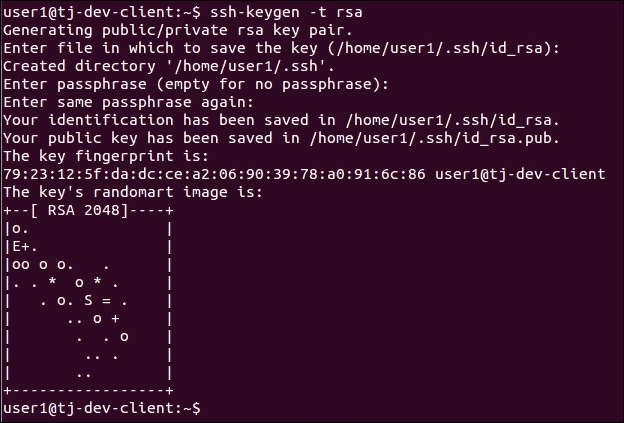 user1@tj-dev-client:~$ ssh-keygen -t rsa
Generating public/private rsa key pair.
Enter file in which to save the key (/home/user1/.ssh/id_rsa):
Created directory '/home/user1/.ssh'.
Enter passphrase (empty for no passphrase):
Enter same passphrase again:
Your identification has been saved in /home/user1/.ssh/id_rsa.
Your public key has been saved in /home/user1/.ssh/id_rsa.pub.
The key fingerprint is:
79:23:12:5f:da:dc:ce:a2:06:90:39:78:a0:91:6c:86 user1@tj-dev-client
The key's randomart image is:
+--[ RSA 2048]----+
|o.               |
|E+.              |
|oo o o.   .      |
|. . *  o * .     |
|   . o. S = .    |
|      .. o +     |
|       .  . o    |
|        .. .     |
|       ..        |
+-----------------+
user1@tj-dev-client:~$